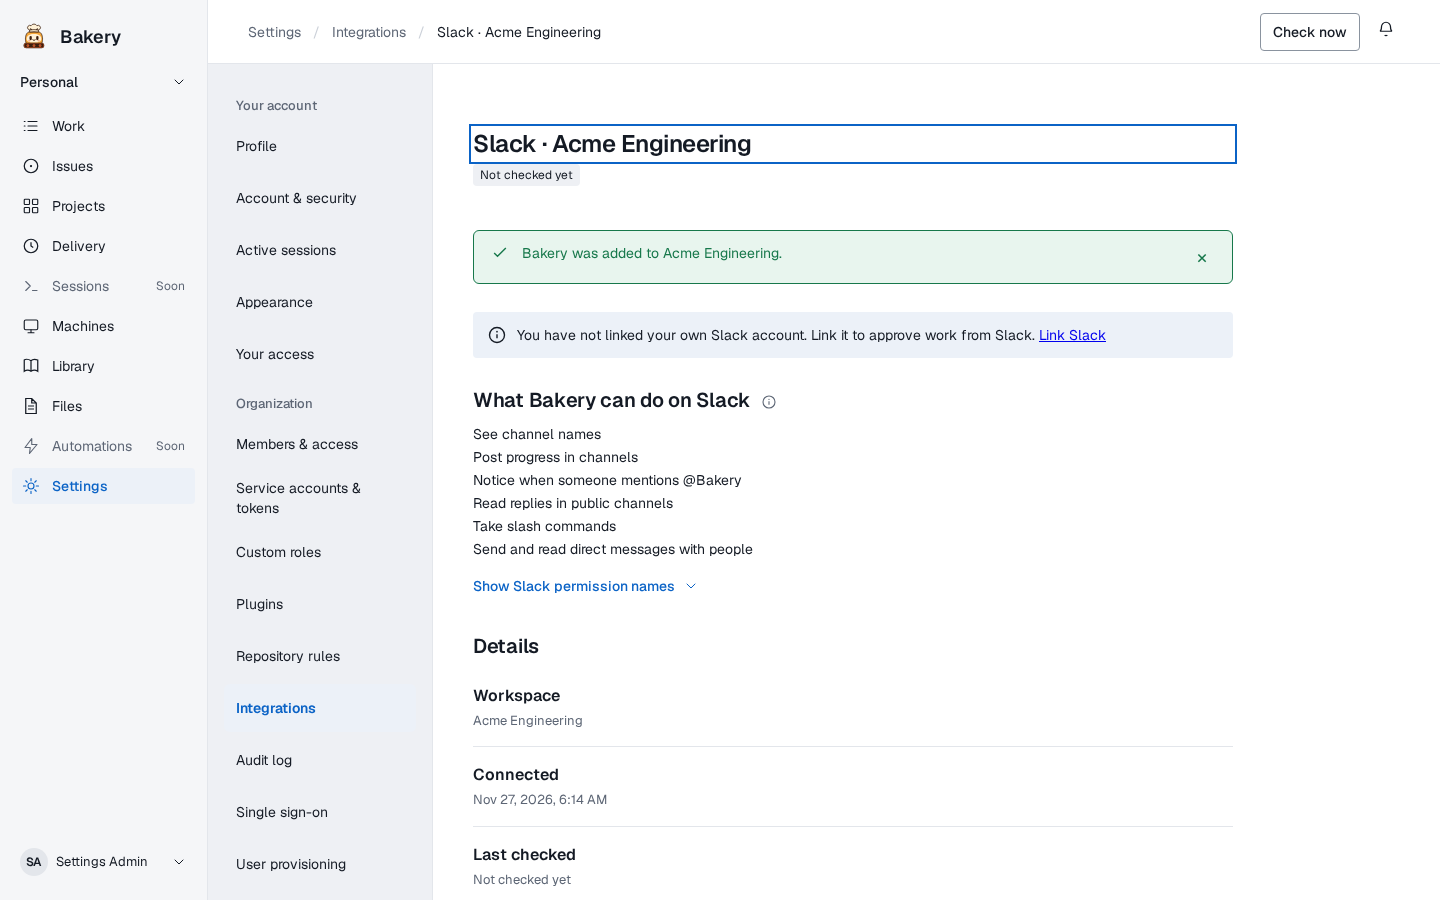 Bakery
Personal
Work
Issues
Projects
Delivery
Sessions Soon
Machines
Library
Files
Automations Soon
Settings
SA Settings Admin
Settings / Integrations / Slack · Acme Engineering
Check now
Your account
Profile
Account & security
Active sessions
Appearance
Your access
Organization
Members & access
Service accounts &
tokens
Custom roles
Plugins
Repository rules
Integrations
Audit log
Single sign-on
User provisioning
Slack · Acme Engineering
Not checked yet
Bakery was added to Acme Engineering.
You have not linked your own Slack account. Link it to approve work from Slack. Link Slack
What Bakery can do on Slack
See channel names
Post progress in channels
Notice when someone mentions @Bakery
Read replies in public channels
Take slash commands
Send and read direct messages with people
Show Slack permission names
Details
Workspace
Acme Engineering
Connected
Nov 27, 2026, 6:14 AM
Last checked
Not checked yet